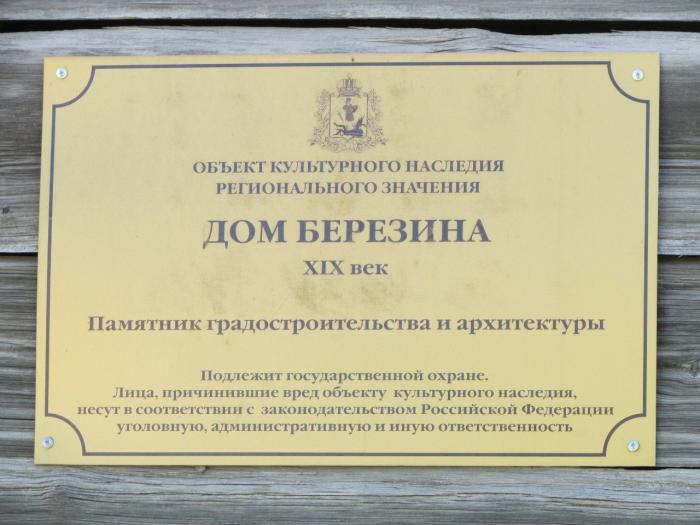 ОБЪЕКТ КУЛЬТУРНОГО НАСЛЕДИЯ
РЕГИОНАЛЬНОГО ЗНАЧЕНИЯ
ДОМ БЕРЕЗИНА
XIX век
Памятник градостроительства и архитектуры
Подлежит государственной охране.
Лица, причинившие вред объекту культурного наследия,
несут в соответствии с законодательством Российской Федерации
уголовную, административную и иную ответственность